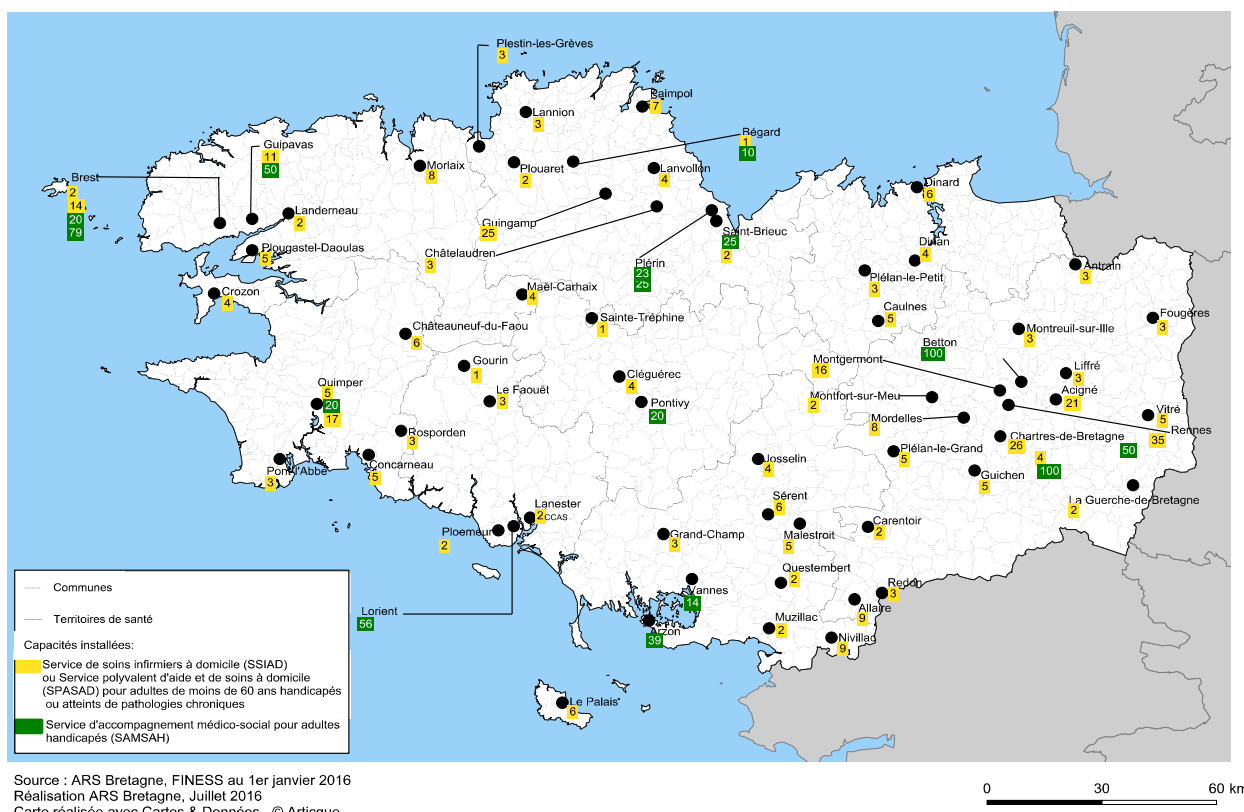 Plestin-les-Grèves
3
Paimpol
7
Lannion
3
Bégard
1
10
Guipavas
11
50
Morlaix
8
Plouaret
2
Lanvollon
4
Brest
2
14
20
79
Dinard
6
Landerneau
2
Guingamp
25
Saint-Brieuc
25
2
Plougastel-Daoulas
5
Châtelaudren
3
Plérin
23
25
Dinan
4
Plélan-le-Petit
3
Antrain
3
Crozon
4
Maël-Carhaix
4
Caulnes
5
Fougères
3
Sainte-Tréphine
1
Châteauneuf-du-Faou
6
Montreuil-sur-Ille
3
Betton
100
Gourin
1
Montgermont
16
Liffré
3
Cléguérec
4
Quimper
5
20
17
Le Faouët
3
Acigné
21
Montfort-sur-Meu
2
Pontivy
20
Vitré
5
Mordelles
8
Rennes
35
50
Rosporden
3
Chartres-de-Bretagne
26
4
100
Plélan-le-Grand
5
Josselin
4
Concarneau
5
Pont-l'Abbé
3
Guichen
5
Sérent
6
La Guerche-de-Bretagne
2
Lanester
2
CCAS
Ploemeur
2
Carentoir
2
Grand-Champ
3
Malestroit
5
Questembert
2
Redon
3
Vannes
14
Allaire
9
Lorient
56
Muzillac
2
Arzon
39
Nivillac
9
Le Palais
6
Communes
Territoires de santé
Capacités installées:
Service de soins infirmiers à domicile (SSIAD)
ou Service polyvalent d'aide et de soins à domicile
(SPASAD) pour adultes de moins de 60 ans handicapés
ou atteints de pathologies chroniques
Service d'accompagnement médico-social pour adultes
handicapés (SAMSAH)
Source : ARS Bretagne, FINESS au 1er janvier 2016
Réalisation ARS Bretagne, Juillet 2016
Carte réalisée avec Cartes & Données - © Articque
0 30 60 km